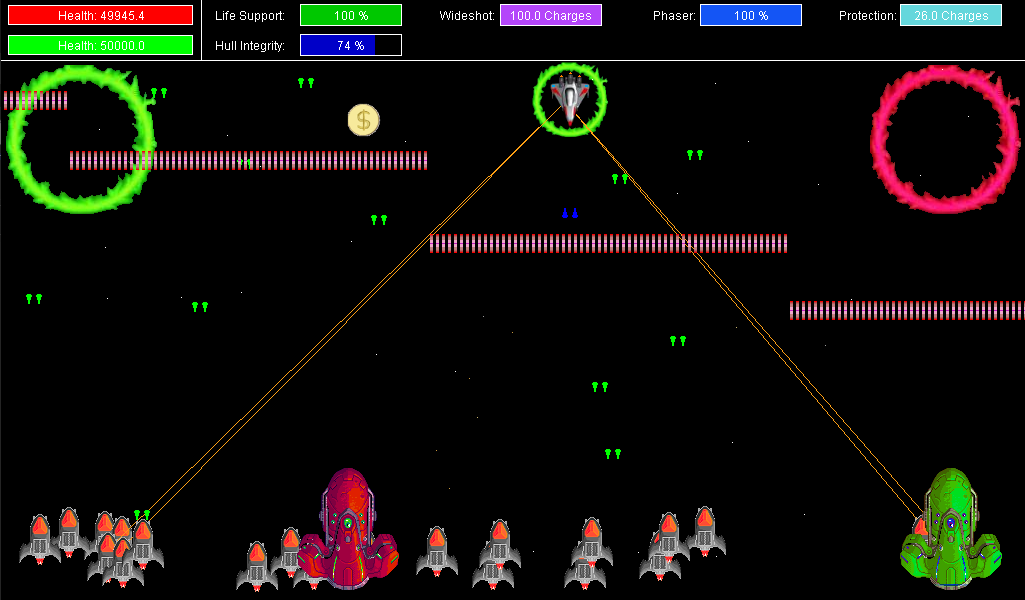 Health: 49945.4
Life Support: 100 %
Wideshot: 100.0 Charges
Phaser: 100 %
Protection: 26.0 Charges
Health: 50000.0
Hull Integrity: 74 %
$